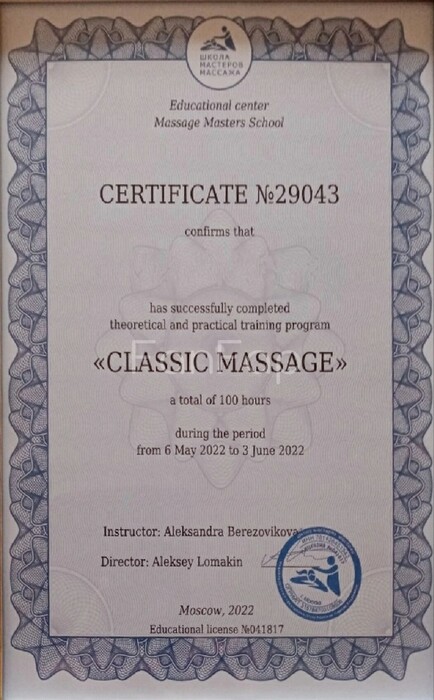 ШКОЛА
МАСТЕРОВ
МАССАЖА
Educational center
Massage Masters School
CERTIFICATE №29043
confirms that
has successfully completed
theoretical and practical training program
«CLASSIC MASSAGE»
a total of 100 hours
during the period
from 6 May 2022 to 3 June 2022
Instructor: Aleksandra Berezovikova
Director: Aleksey Lomakin
Moscow, 2022
Educational license №041817